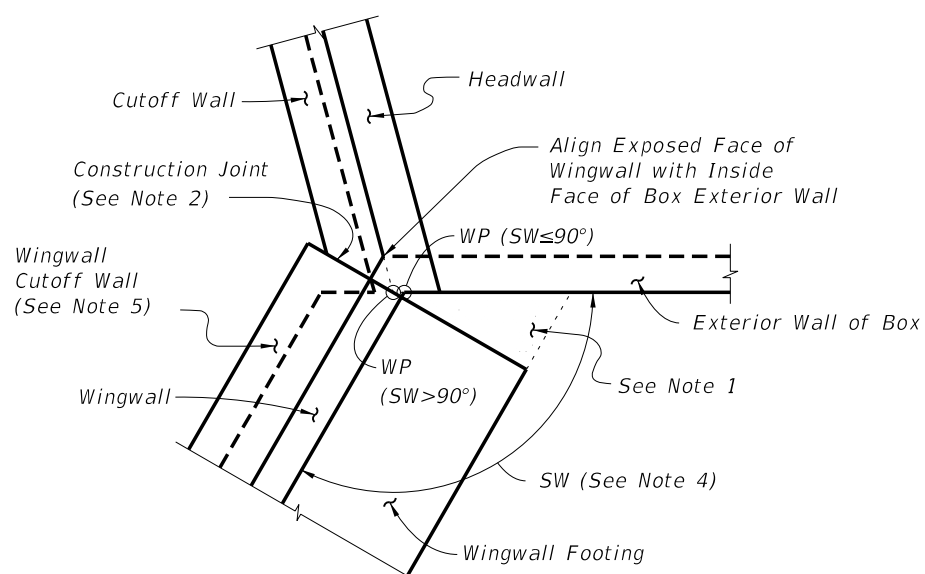 Headwall
Cutoff Wall
Align Exposed Face of
Wingwall with Inside
Face of Box Exterior Wall
Construction Joint
(See Note 2)
WP (SW≤90°)
Wingwall
Cutoff Wall
(See Note 5)
Exterior Wall of Box
WP
(SW>90°)
See Note 1
Wingwall
SW (See Note 4)
Wingwall Footing